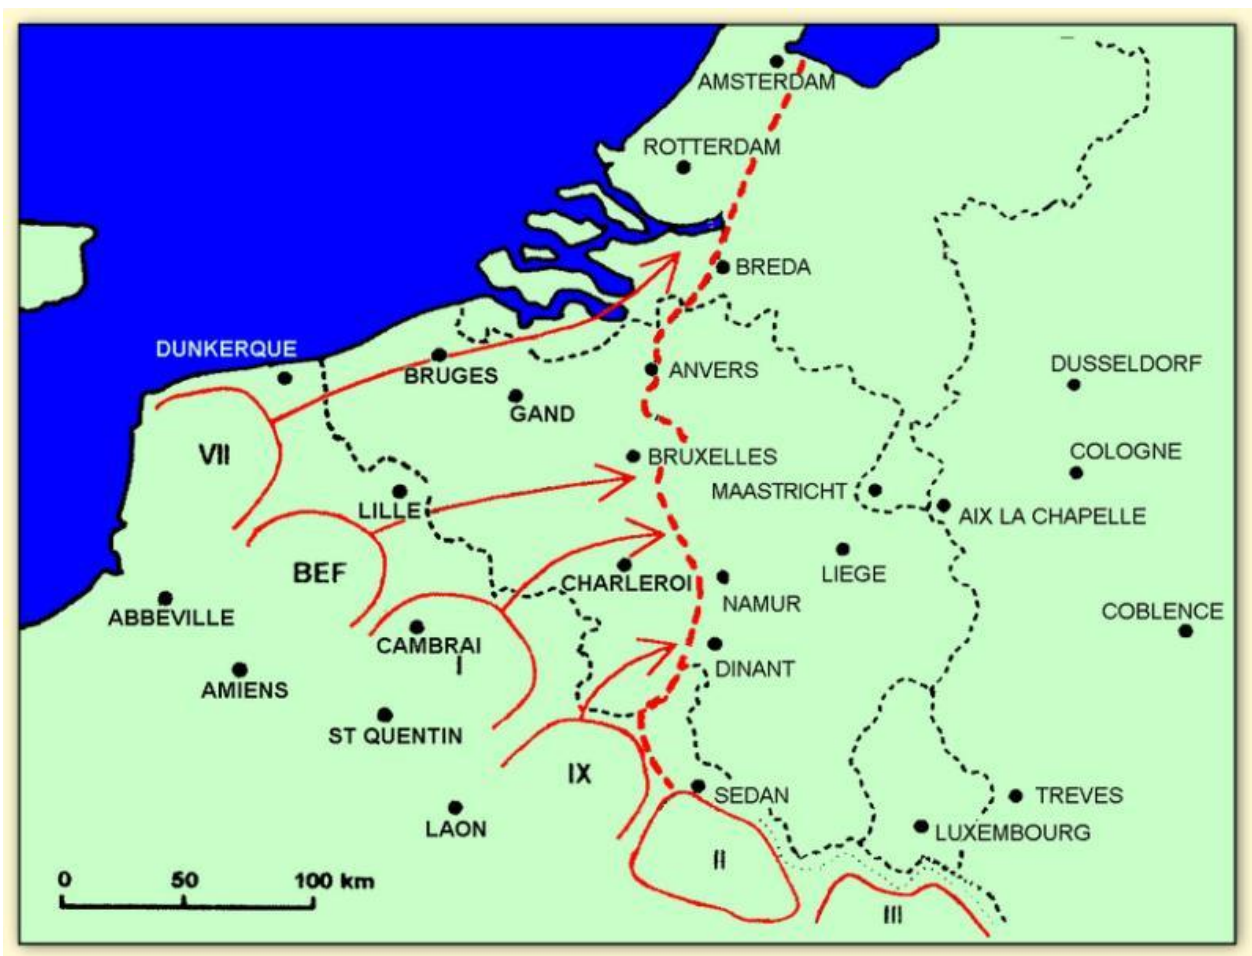 AMSTERDAM
ROTTERDAM
BREDA
DUNKERQUE
BRUGES
GAND
ANVERS
DUSSELDORF
VII
LILLE
BRUXELLES
MAASTRICHT
COLOGNE
AIX LA CHAPELLE
BEF
CHARLEROI
NAMUR
LIEGE
ABBEVILLE
CAMBRAI
I
DINANT
COBLENCE
AMIENS
ST QUENTIN
IX
SEDAN
TREVES
LAON
LUXEMBOURG
II
0 50 100 km
III